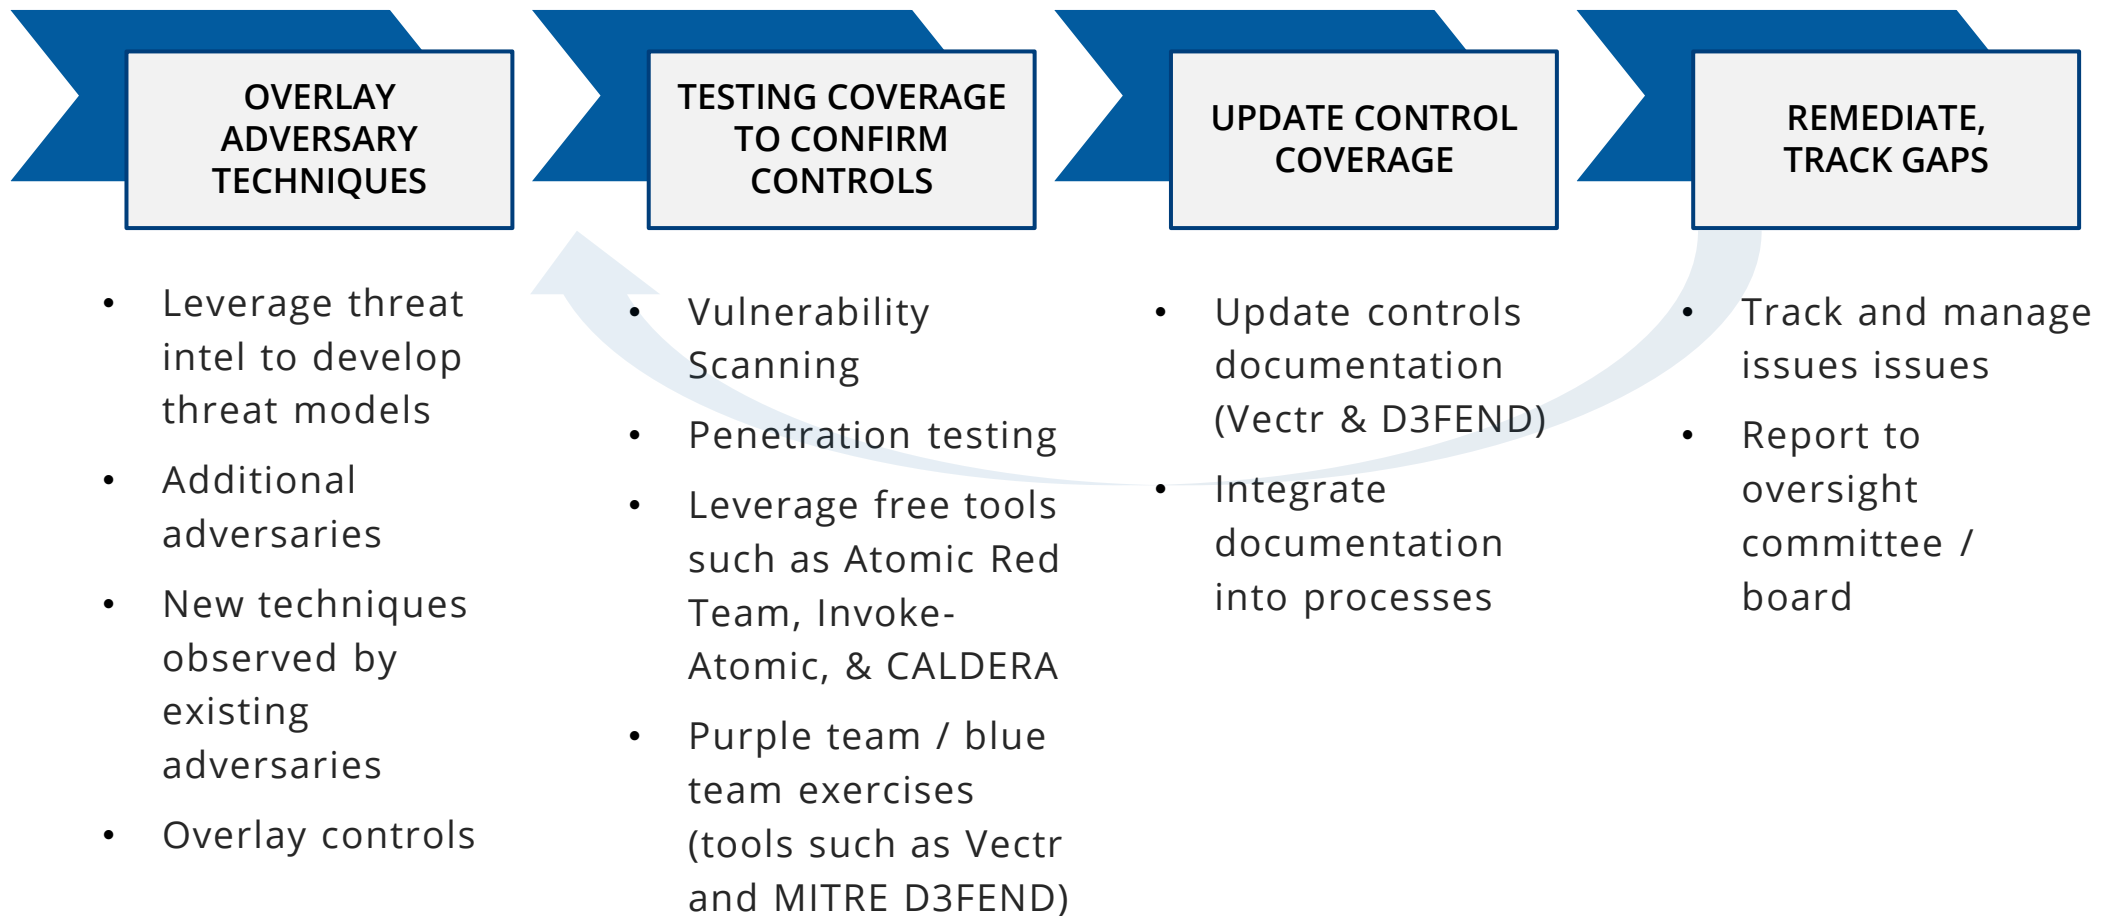 OVERLAY
ADVERSARY
TECHNIQUES
• Leverage threat
intel to develop
threat models
• Additional
adversaries
• New techniques
observed by
existing
adversaries
• Overlay controls
TESTING COVERAGE
TO CONFIRM
CONTROLS
• Vulnerability
Scanning
• Penetration testing
• Leverage free tools
such as Atomic Red
Team, Invoke-
Atomic, & CALDERA
• Purple team / blue
team exercises
(tools such as Vectr
and MITRE D3FEND)
UPDATE CONTROL
COVERAGE
• Update controls
documentation
(Vectr & D3FEND)
• Integrate
documentation
into processes
REMEDIATE,
TRACK GAPS
• Track and manage
issues issues
• Report to
oversight
committee /
board